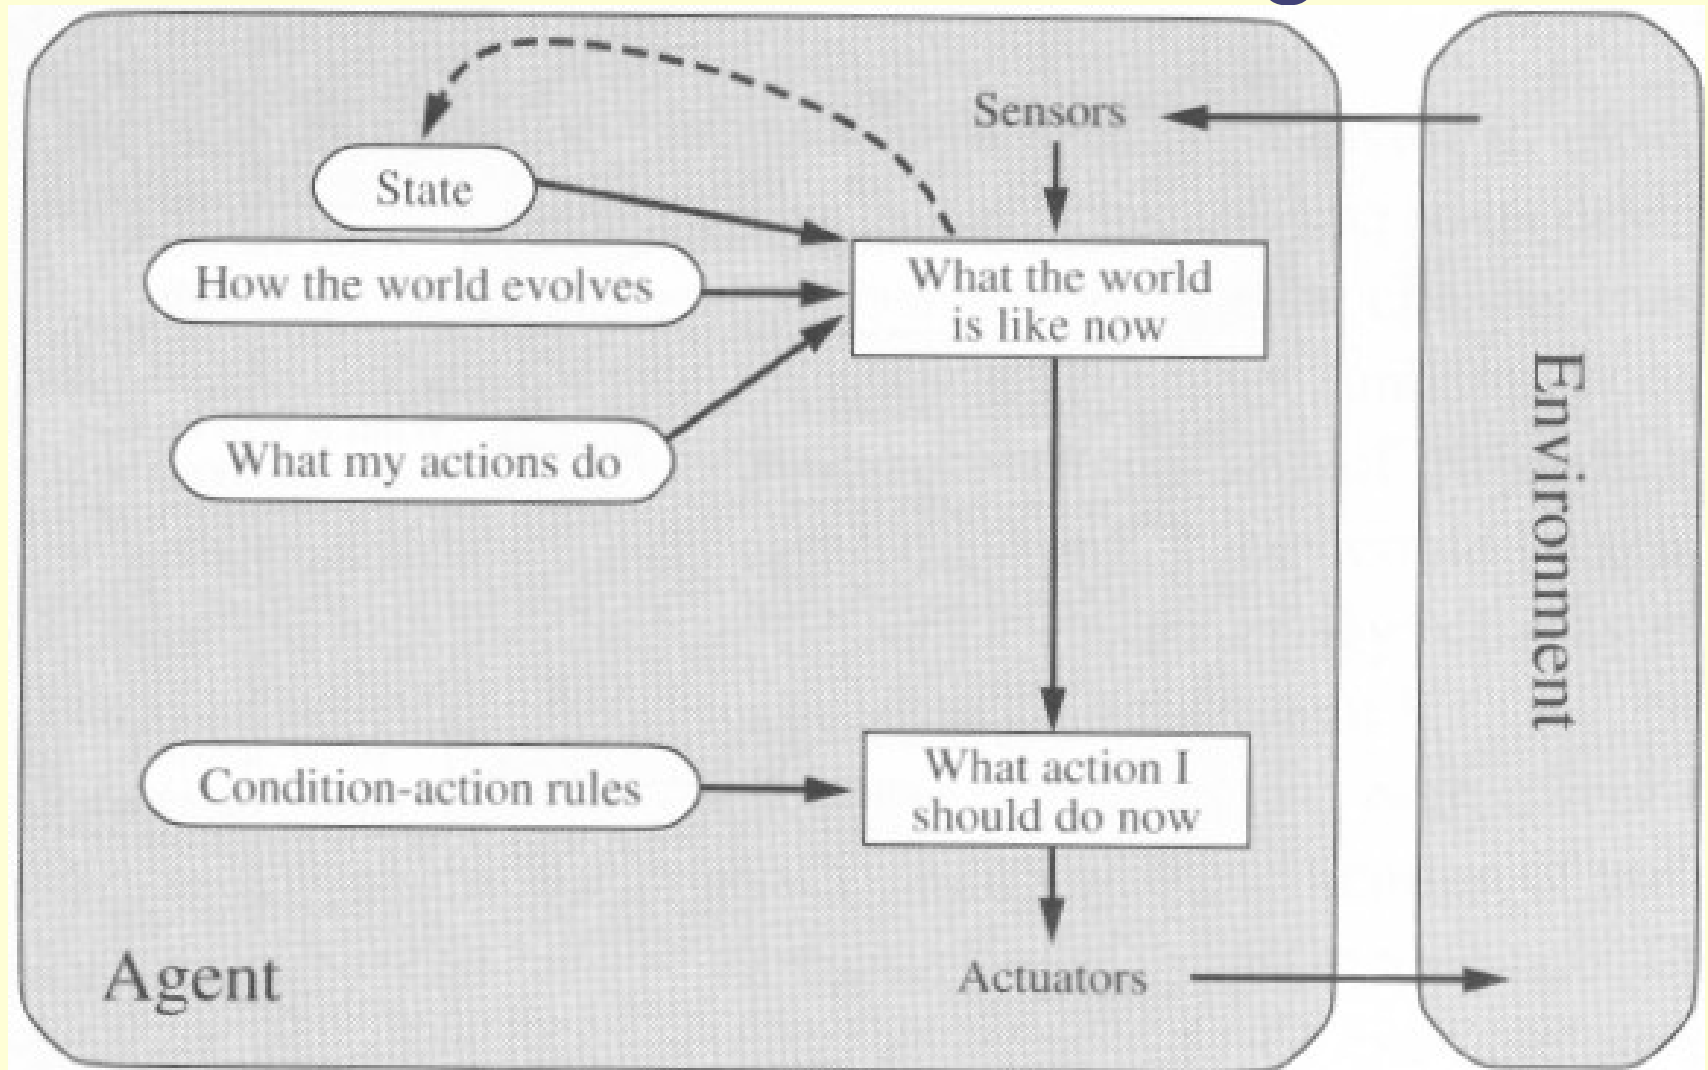 Sensors
State
How the world evolves
What the world
is like now
What my actions do
Environment
Condition-action rules
What action I
should do now
Agent
Actuators